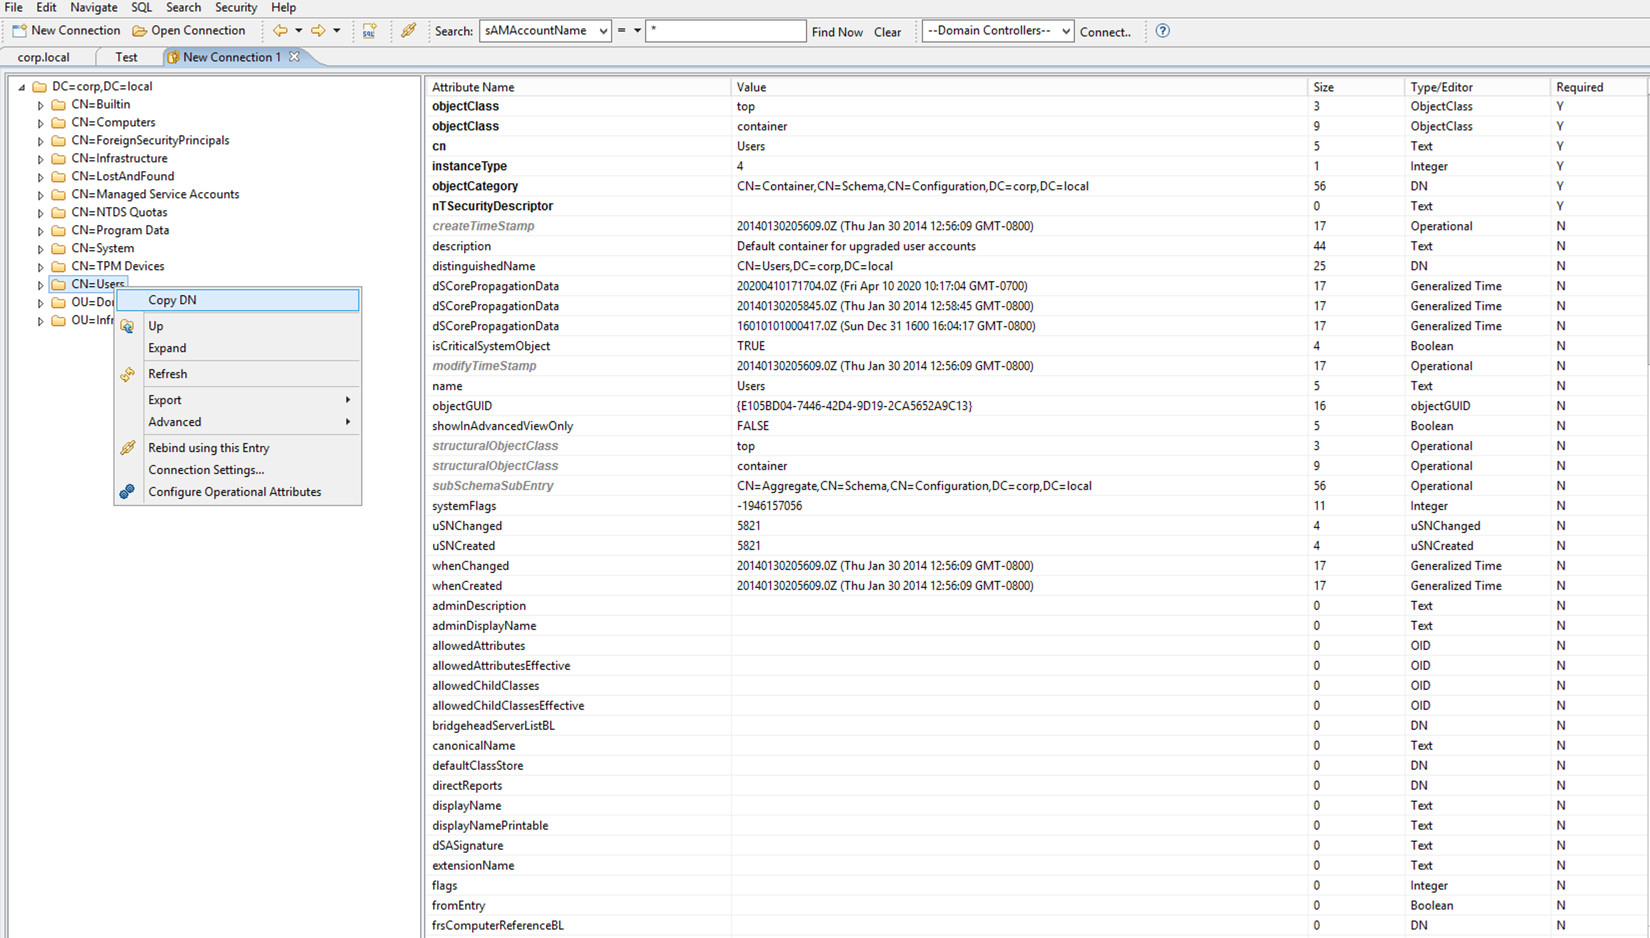 File Edit Navigate SQL Search Security Help
New Connection Open Connection SQL Search: sAMAccountName = * Find Now Clear --Domain Controllers-- Connect.. ?
corp.local Test New Connection 1
DC=corp,DC=local
CN=Builtin
CN=Computers
CN=ForeignSecurityPrincipals
CN=Infrastructure
CN=LostAndFound
CN=Managed Service Accounts
CN=NTDS Quotas
CN=Program Data
CN=System
CN=TPM Devices
CN=Users
OU=Dor
OU=Infr
Copy DN
Up
Expand
Refresh
Export
Advanced
Rebind using this Entry
Connection Settings...
Configure Operational Attributes
Attribute Name Value Size Type/Editor Required
objectClass top 3 ObjectClass Y
objectClass container 9 ObjectClass Y
cn Users 5 Text Y
instanceType 4 1 Integer Y
objectCategory CN=Container,CN=Schema,CN=Configuration,DC=corp,DC=local 56 DN Y
nTSecurityDescriptor 0 Text Y
createTimeStamp 20140130205609.0Z (Thu Jan 30 2014 12:56:09 GMT-0800) 17 Operational N
description Default container for upgraded user accounts 44 Text N
distinguishedName CN=Users,DC=corp,DC=local 25 DN N
dSCorePropagationData 20200410171704.0Z (Fri Apr 10 2020 10:17:04 GMT-0700) 17 Generalized Time N
dSCorePropagationData 20140130205845.0Z (Thu Jan 30 2014 12:58:45 GMT-0800) 17 Generalized Time N
dSCorePropagationData 16010101000417.0Z (Sun Dec 31 1600 16:04:17 GMT-0800) 17 Generalized Time N
isCriticalSystemObject TRUE 4 Boolean N
modifyTimeStamp 20140130205609.0Z (Thu Jan 30 2014 12:56:09 GMT-0800) 17 Operational N
name Users 5 Text N
objectGUID {E105BD04-7446-42D4-9D19-2CA5652A9C13} 16 objectGUID N
showInAdvancedViewOnly FALSE 5 Boolean N
structuralObjectClass top 3 Operational N
structuralObjectClass container 9 Operational N
subSchemaSubEntry CN=Aggregate,CN=Schema,CN=Configuration,DC=corp,DC=local 56 Operational N
systemFlags -1946157056 11 Integer N
uSNChanged 5821 4 uSNChanged N
uSNCreated 5821 4 uSNCreated N
whenChanged 20140130205609.0Z (Thu Jan 30 2014 12:56:09 GMT-0800) 17 Generalized Time N
whenCreated 20140130205609.0Z (Thu Jan 30 2014 12:56:09 GMT-0800) 17 Generalized Time N
adminDescription 0 Text N
adminDisplayName 0 Text N
allowedAttributes 0 OID N
allowedAttributesEffective 0 OID N
allowedChildClasses 0 OID N
allowedChildClassesEffective 0 OID N
bridgeheadServerListBL 0 DN N
canonicalName 0 Text N
defaultClassStore 0 DN N
directReports 0 DN N
displayName 0 Text N
displayNamePrintable 0 Text N
dSASignature 0 Text N
extensionName 0 Text N
flags 0 Integer N
fromEntry 0 Boolean N
frsComputerReferenceBL 0 DN N